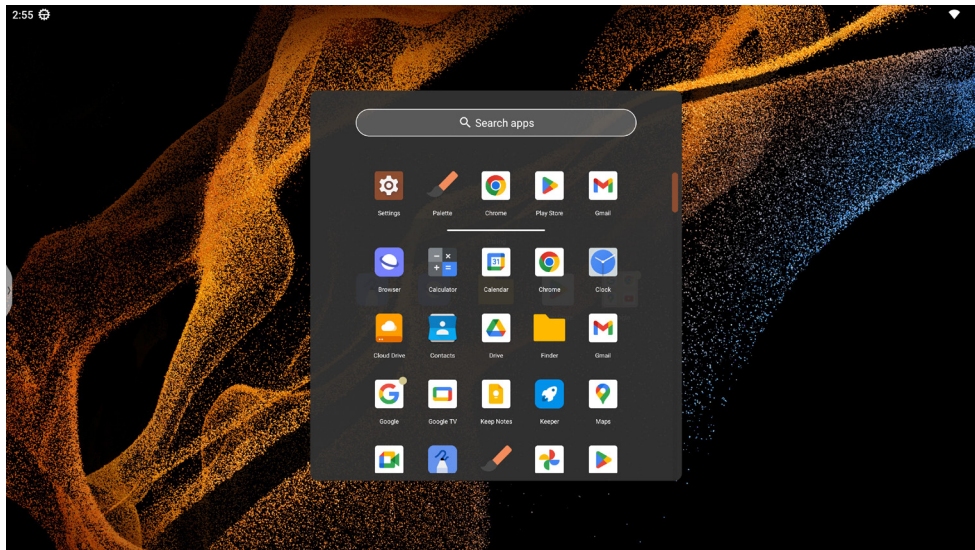 2:55
Search apps
Settings Palette Chrome Play Store Gmail
31
Browser Calculator Calendar Chrome Clock
Cloud Drive Contacts Drive Finder Gmail
Google Google TV Keep Notes Keeper Maps